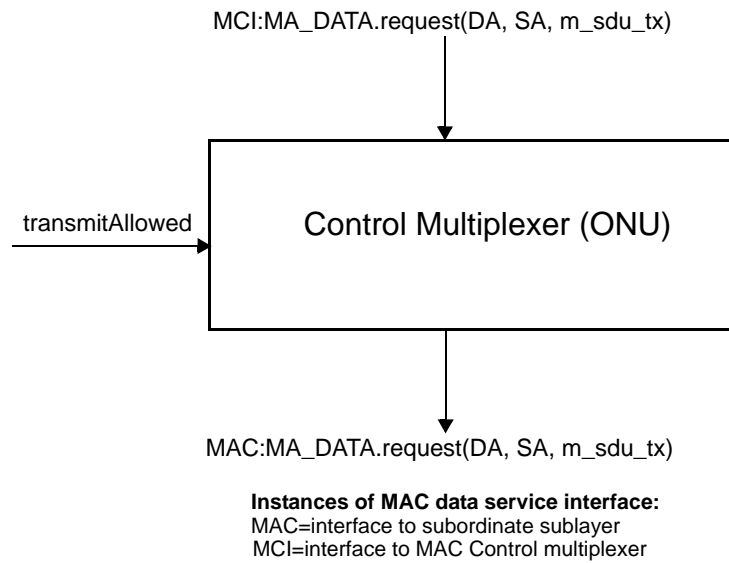 MCI:MA_DATA.request(DA, SA, m_sdu_tx)
transmitAllowed
Control Multiplexer (ONU)
MAC:MA_DATA.request(DA, SA, m_sdu_tx)
Instances of MAC data service interface:
MAC=interface to subordinate sublayer
MCI=interface to MAC Control multiplexer